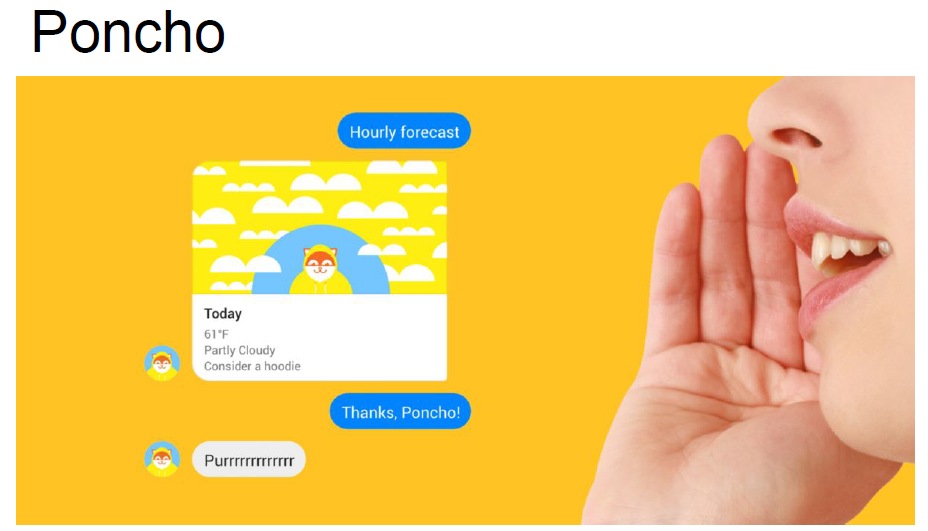 Poncho
Hourly forecast
Today
61°F
Partly Cloudy
Consider a hoodie
Thanks, Poncho!
Purrrrrrrrrrrrr